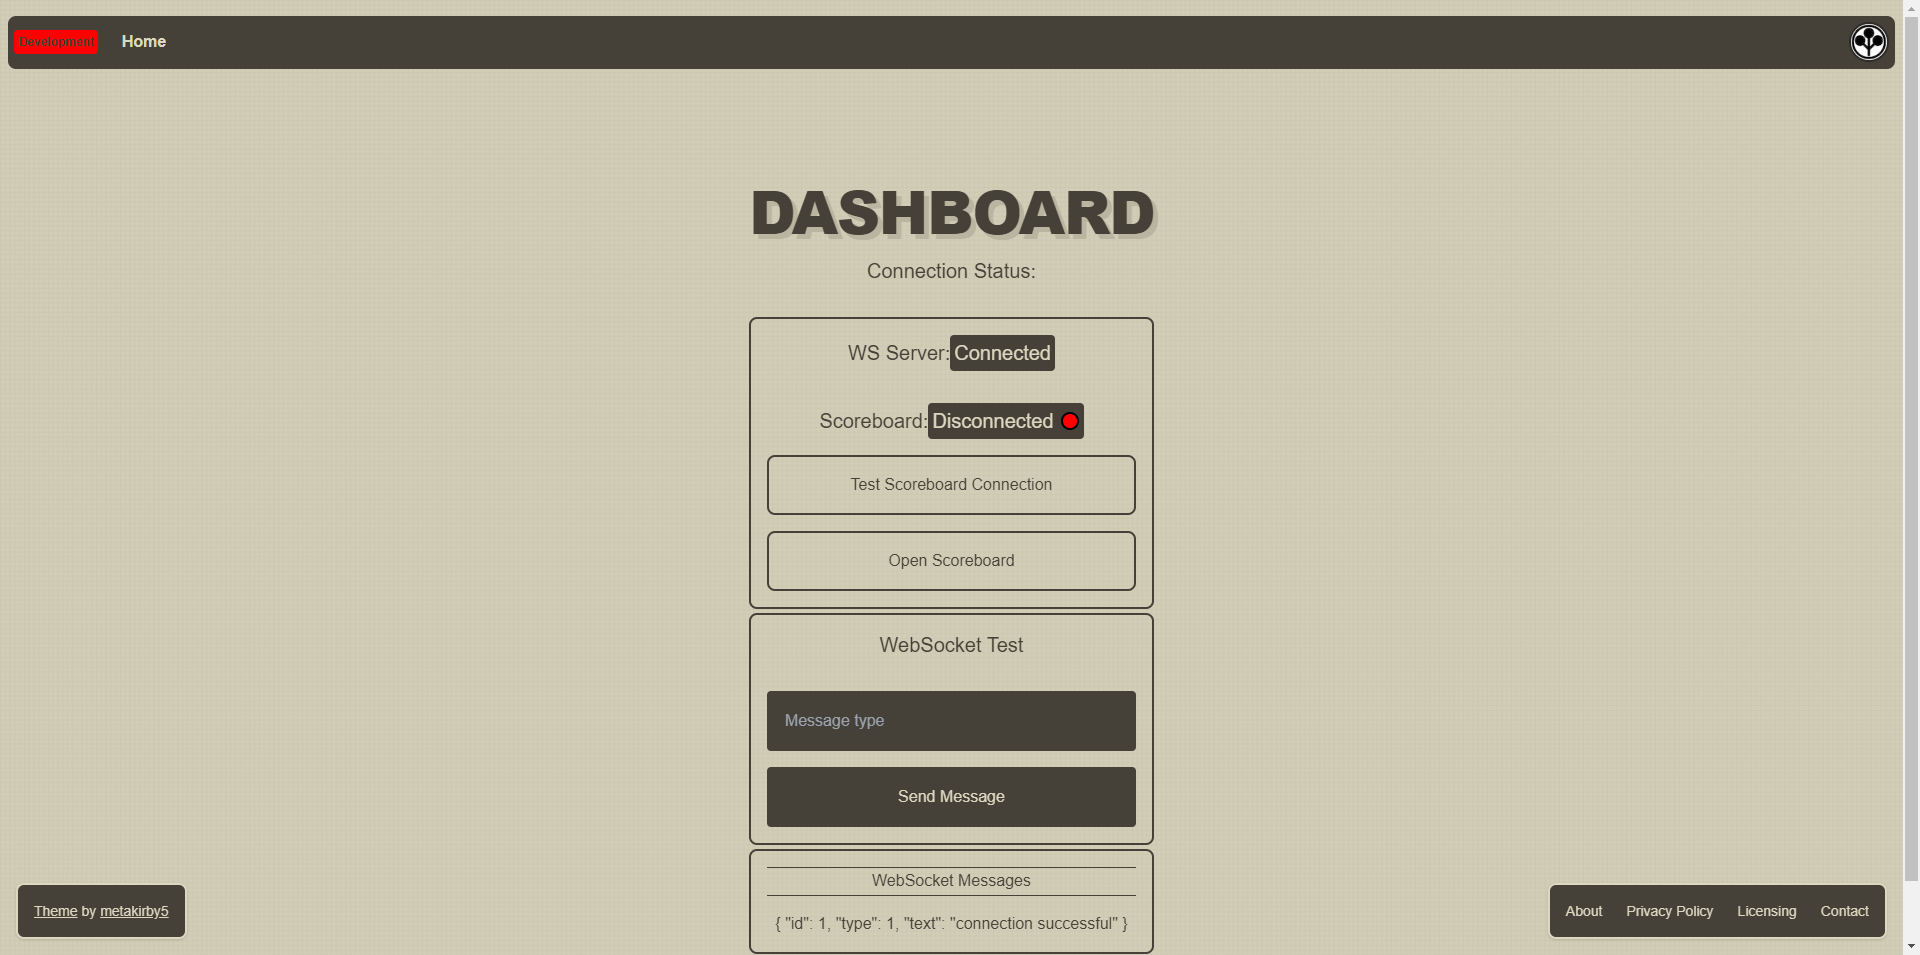 Development
Home
DASHBOARD
Connection Status:
WS Server: Connected
Scoreboard: Disconnected
Test Scoreboard Connection
Open Scoreboard
WebSocket Test
Message type
Send Message
WebSocket Messages
{ "id": 1, "type": 1, "text": "connection successful" }
Theme by metakirby5
About Privacy Policy Licensing Contact